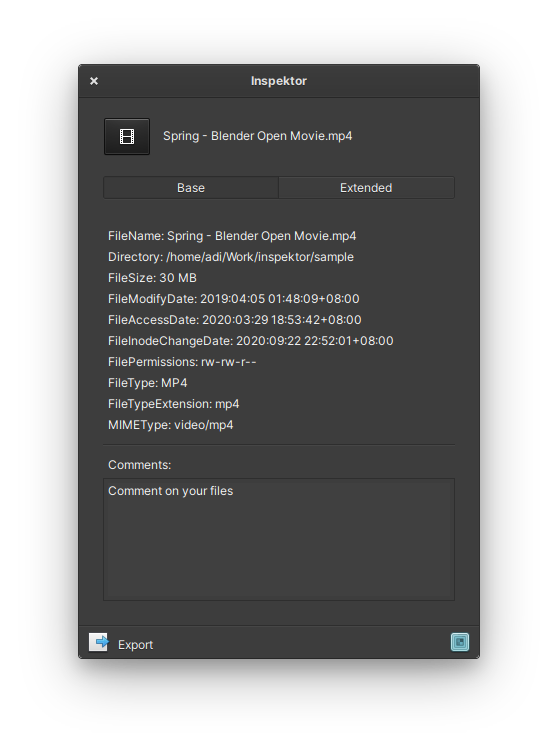 Inspektor
Spring - Blender Open Movie.mp4
Base
Extended
FileName: Spring - Blender Open Movie.mp4
Directory: /home/adi/Work/inspektor/sample
FileSize: 30 MB
FileModifyDate: 2019:04:05 01:48:09+08:00
FileAccessDate: 2020:03:29 18:53:42+08:00
FileInodeChangeDate: 2020:09:22 22:52:01+08:00
FilePermissions: rw-rw-r--
FileType: MP4
FileTypeExtension: mp4
MIMEType: video/mp4
Comments:
Comment on your files
Export